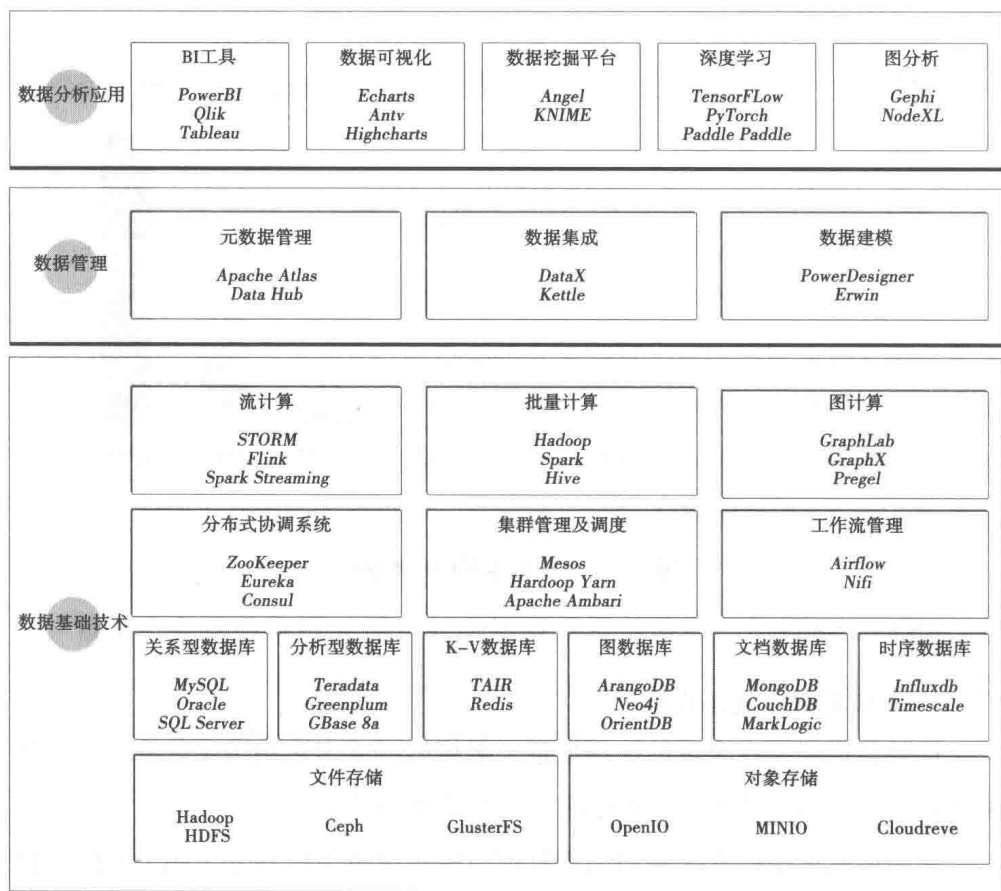 数据分析应用
BI工具
PowerBI
Qlik
Tableau
数据可视化
Echarts
Antv
Highcharts
数据挖掘平台
Angel
KNIME
深度学习
TensorFLow
PyTorch
Paddle Paddle
图分析
Gephi
NodeXL
数据管理
元数据管理
Apache Atlas
Data Hub
数据集成
DataX
Kettle
数据建模
PowerDesigner
Erwin
数据基础技术
流计算
STORM
Flink
Spark Streaming
批量计算
Hadoop
Spark
Hive
图计算
GraphLab
GraphX
Pregel
分布式协调系统
ZooKeeper
Eureka
Consul
集群管理及调度
Mesos
Hardoop Yarn
Apache Ambari
工作流管理
Airflow
Nifi
关系型数据库
MySQL
Oracle
SQL Server
分析型数据库
Teradata
Greenplum
GBase 8a
K-V数据库
TAIR
Redis
图数据库
ArangoDB
Neo4j
OrientDB
文档数据库
MongoDB
CouchDB
MarkLogic
时序数据库
Influxdb
Timescale
文件存储
Hadoop
HDFS
Ceph
GlusterFS
对象存储
OpenIO
MINIO
Cloudreve